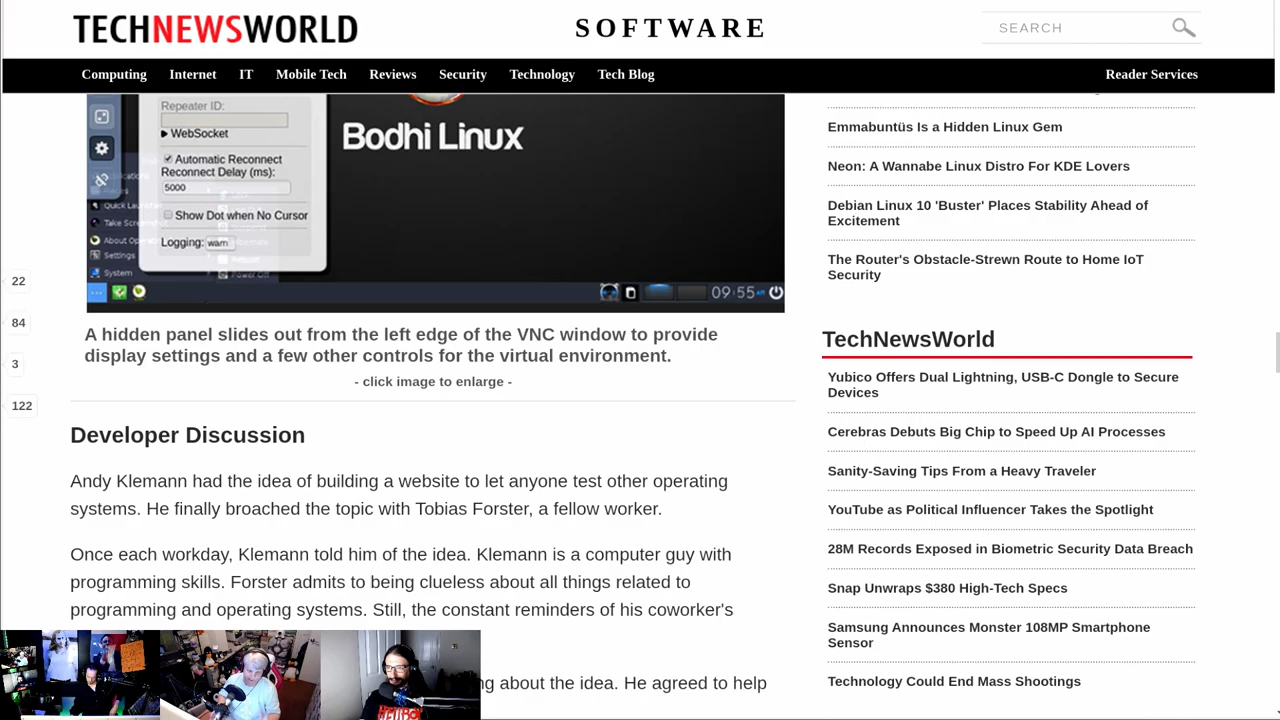 TECHNEWSWORLD
SOFTWARE
SEARCH
Computing Internet IT Mobile Tech Reviews Security Technology Tech Blog Reader Services
Repeater ID:
WebSocket
Automatic Reconnect
Reconnect Delay (ms):
5000
Show Dot when No Cursor
Logging: warn
Quick Launch
Take Screenshot
About
Settings
System
Power Off
Bodhi Linux
09:55 AM
A hidden panel slides out from the left edge of the VNC window to provide
display settings and a few other controls for the virtual environment.
- click image to enlarge -
22
84
3
122
Developer Discussion
Andy Klemann had the idea of building a website to let anyone test other operating
systems. He finally broached the topic with Tobias Forster, a fellow worker.
Once each workday, Klemann told him of the idea. Klemann is a computer guy with
programming skills. Forster admits to being clueless about all things related to
programming and operating systems. Still, the constant reminders of his coworker's
ng about the idea. He agreed to help
Emmabuntüs Is a Hidden Linux Gem
Neon: A Wannabe Linux Distro For KDE Lovers
Debian Linux 10 'Buster' Places Stability Ahead of
Excitement
The Router's Obstacle-Strewn Route to Home IoT
Security
TechNewsWorld
Yubico Offers Dual Lightning, USB-C Dongle to Secure
Devices
Cerebras Debuts Big Chip to Speed Up AI Processes
Sanity-Saving Tips From a Heavy Traveler
YouTube as Political Influencer Takes the Spotlight
28M Records Exposed in Biometric Security Data Breach
Snap Unwraps $380 High-Tech Specs
Samsung Announces Monster 108MP Smartphone
Sensor
Technology Could End Mass Shootings